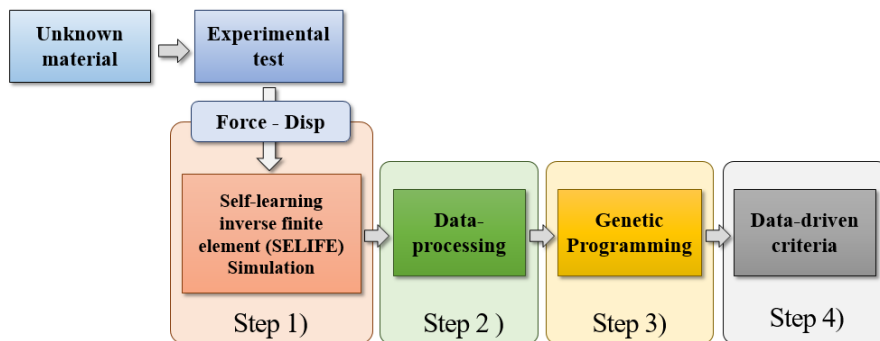 Unknown
material
Experimental
test
Force - Disp
Self-learning
inverse finite
element (SELIFE)
Simulation
Step 1)
Data-
processing
Step 2 )
Genetic
Programming
Step 3)
Data-driven
criteria
Step 4)